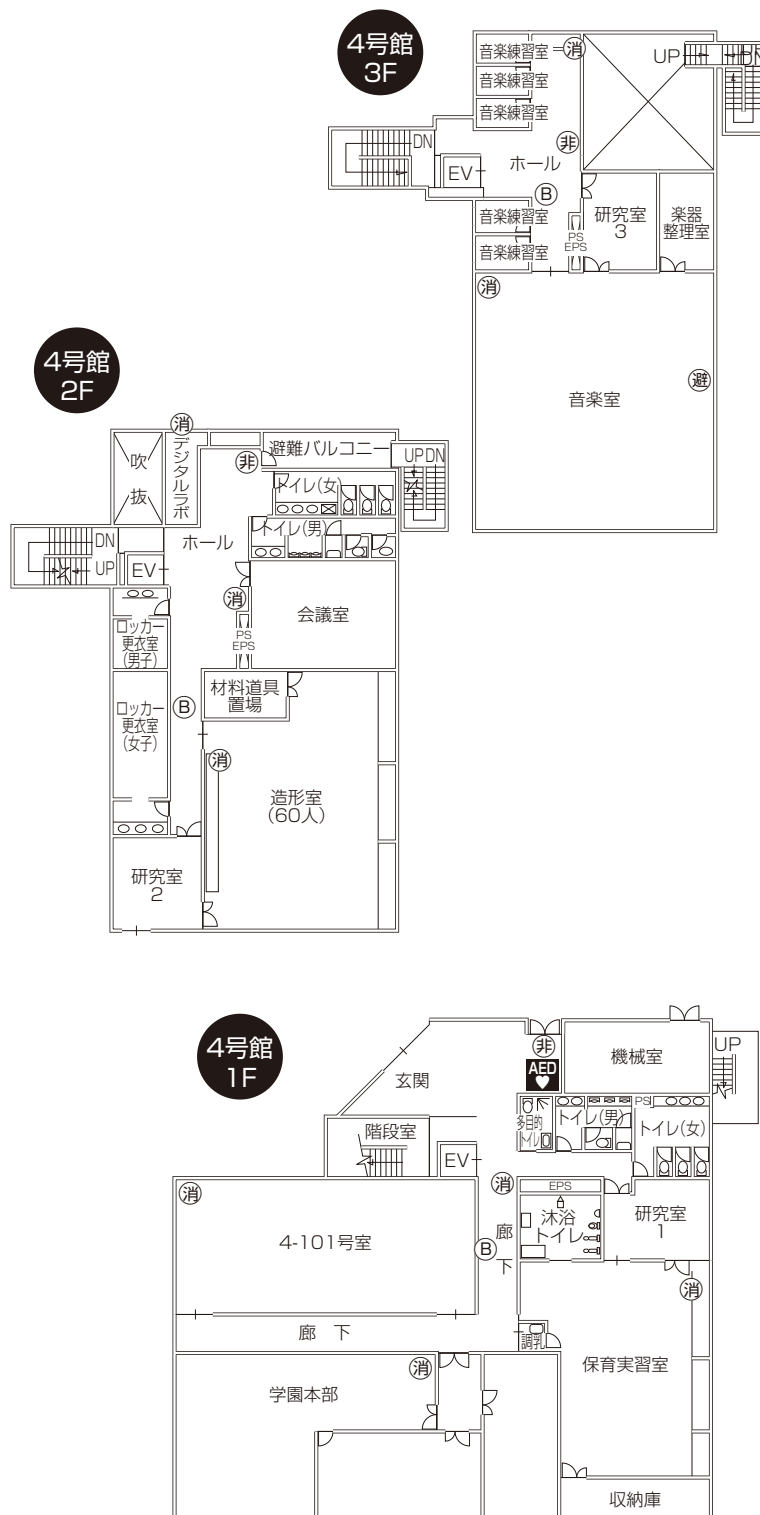 4号館
3F
音楽練習室
消
UP
DN
音楽練習室
音楽練習室
非
DN
ホール
EV
B
音楽練習室
研究室
3
楽器
整理室
PS
EPS
音楽練習室
消
避
音楽室
4号館
2F
消
デジタルラボ
避難バルコニー
非
UP
DN
吹
抜
トイレ(女)
トイレ(男)
DN
ホール
UP
EV
消
会議室
ロッカー
更衣室
(男子)
PS
EPS
材料道具
置場
ロッカー
更衣室
(女子)
B
消
造形室
(60人)
研究室
2
4号館
1F
非
機械室
UP
AED
玄関
PS
多目的
トイレ
トイレ(男)
トイレ(女)
階段室
EV
消
EPS
消
沐浴
トイレ
研究室
1
4-101号室
廊
下
B
消
廊 下
調乳
保育実習室
消
学園本部
収納庫